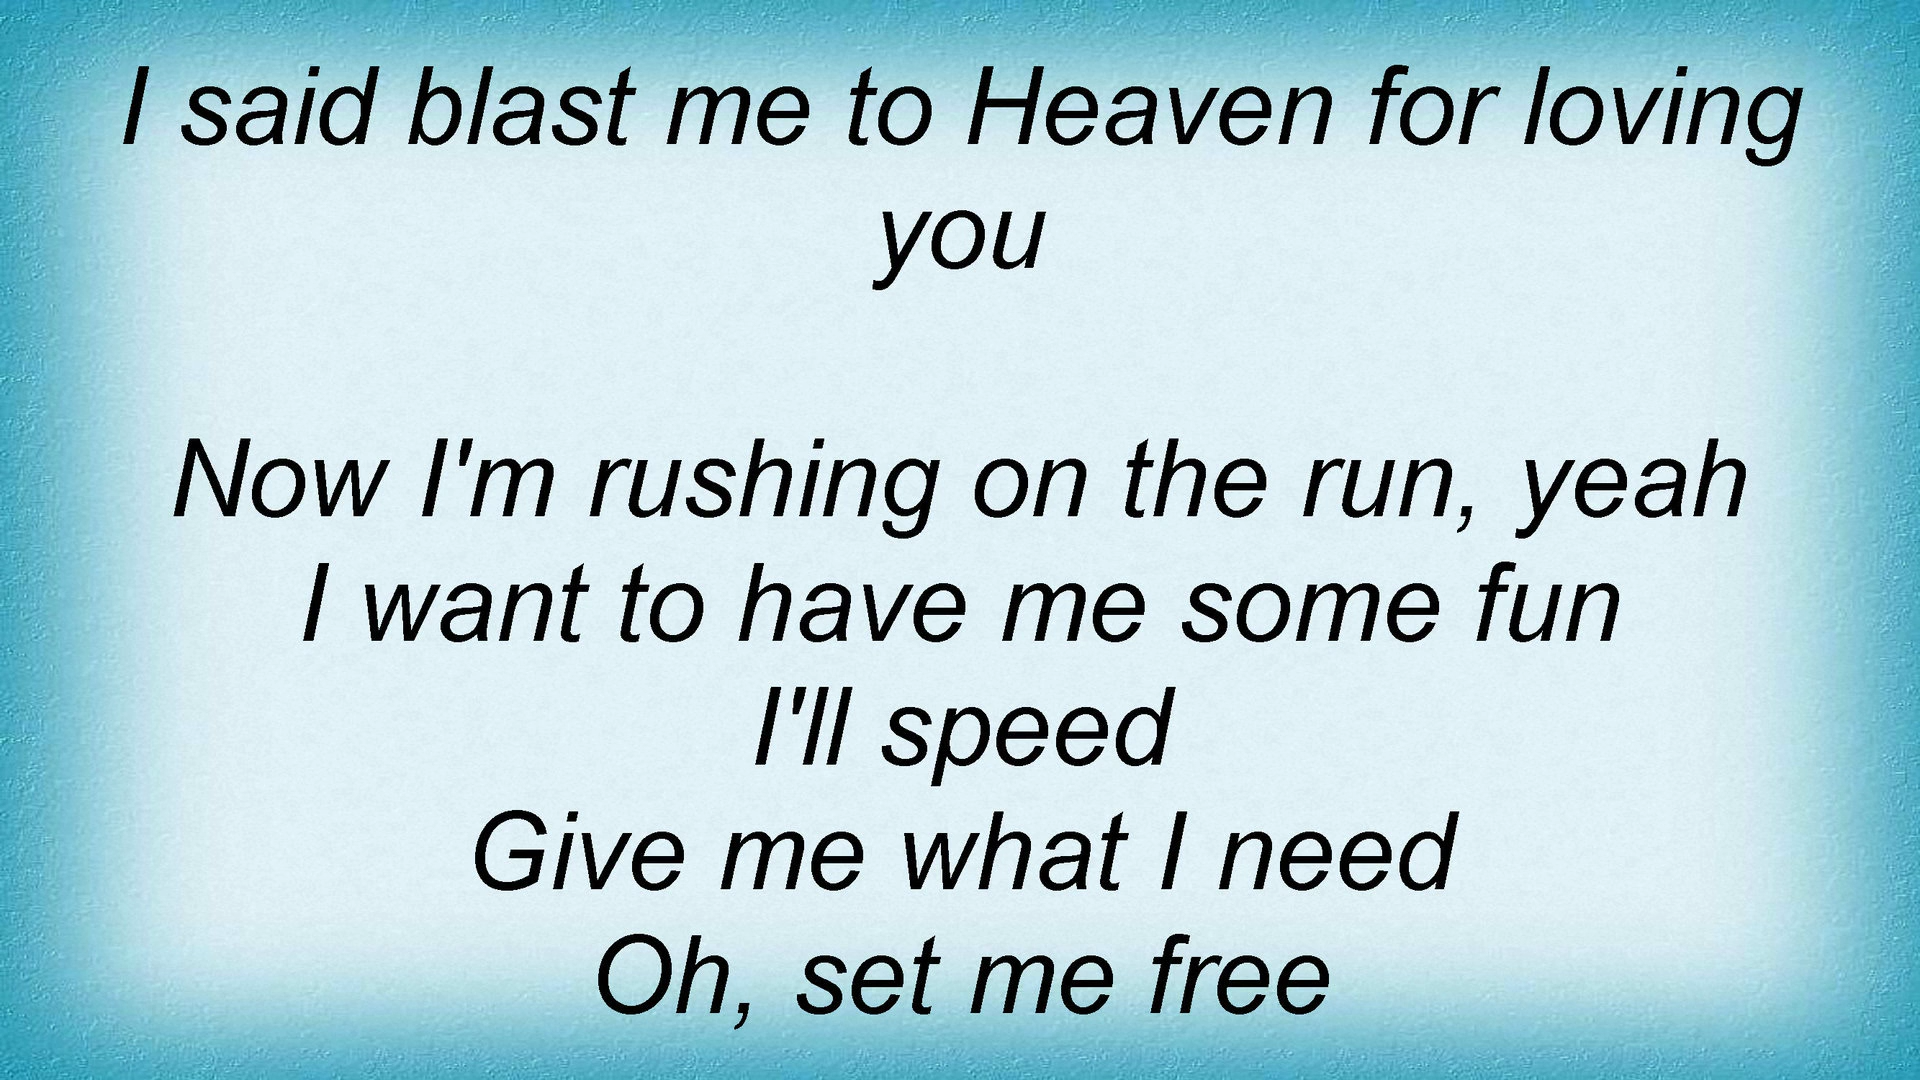 I said blast me to Heaven for loving
you
Now I'm rushing on the run, yeah
I want to have me some fun
I'll speed
Give me what I need
Oh, set me free